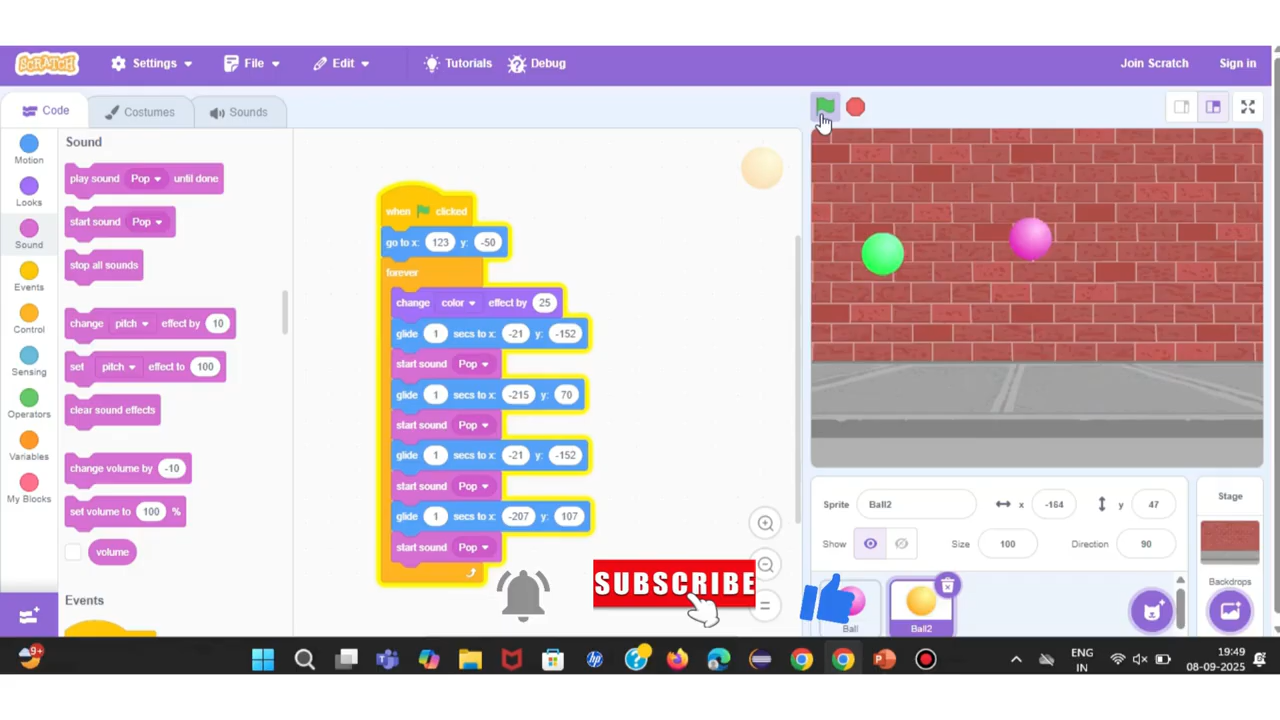 SCRATCH Settings File Edit Tutorials Debug Join Scratch Sign in
Code Costumes Sounds
Motion
Looks
Sound
Events
Control
Sensing
Operators
Variables
My Blocks
Sound
play sound Pop until done
start sound Pop
stop all sounds
change pitch effect by 10
set pitch effect to 100
clear sound effects
change volume by -10
set volume to 100 %
volume
Events
when clicked
go to x: 123 y: -50
forever
change color effect by 25
glide 1 secs to x: -21 y: -152
start sound Pop
glide 1 secs to x: -215 y: 70
start sound Pop
glide 1 secs to x: -21 y: -152
start sound Pop
glide 1 secs to x: -207 y: 107
start sound Pop
SUBSCRIBE
Sprite Ball2 x -164 y 47
Show Size 100 Direction 90
Ball Ball2
Stage
Backdrops
9+
ENG
IN
19:49
08-09-2025